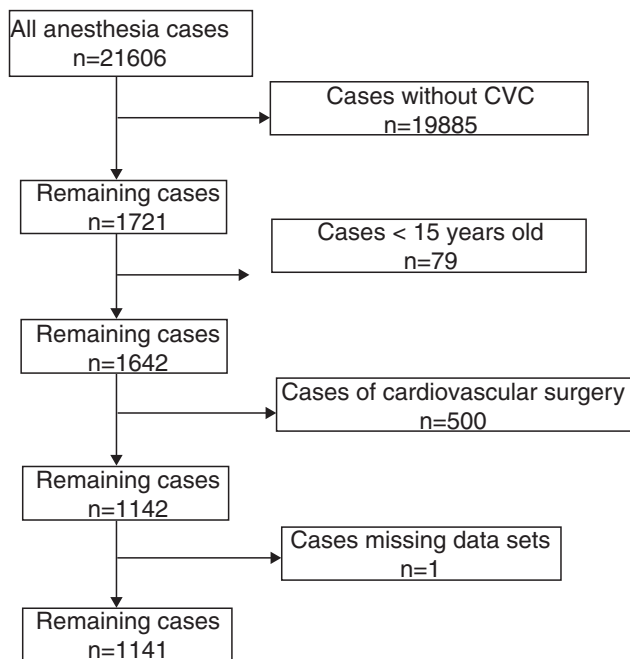 All anesthesia cases
n=21606
Cases without CVC
n=19885
Remaining cases
n=1721
Cases < 15 years old
n=79
Remaining cases
n=1642
Cases of cardiovascular surgery
n=500
Remaining cases
n=1142
Cases missing data sets
n=1
Remaining cases
n=1141